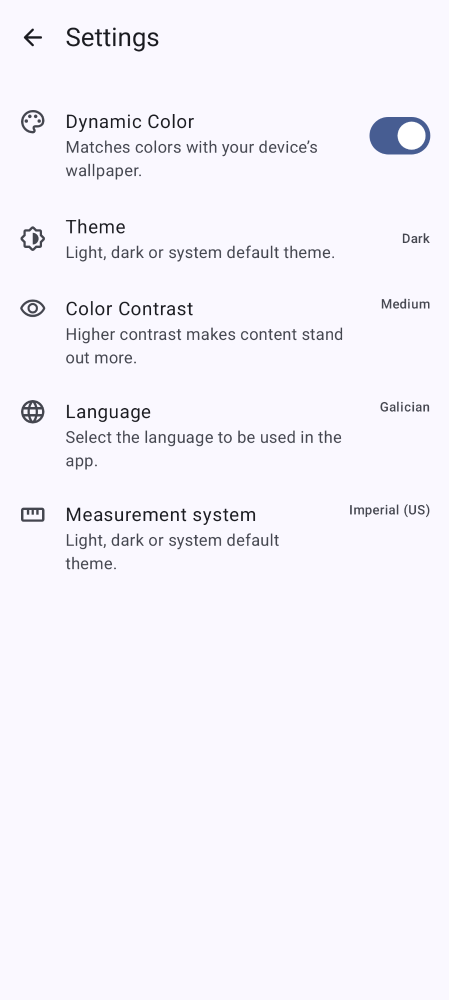 Settings
Dynamic Color
Matches colors with your device’s
wallpaper.
Theme
Light, dark or system default theme.
Dark
Color Contrast
Higher contrast makes content stand
out more.
Medium
Language
Select the language to be used in the
app.
Galician
Measurement system
Light, dark or system default
theme.
Imperial (US)